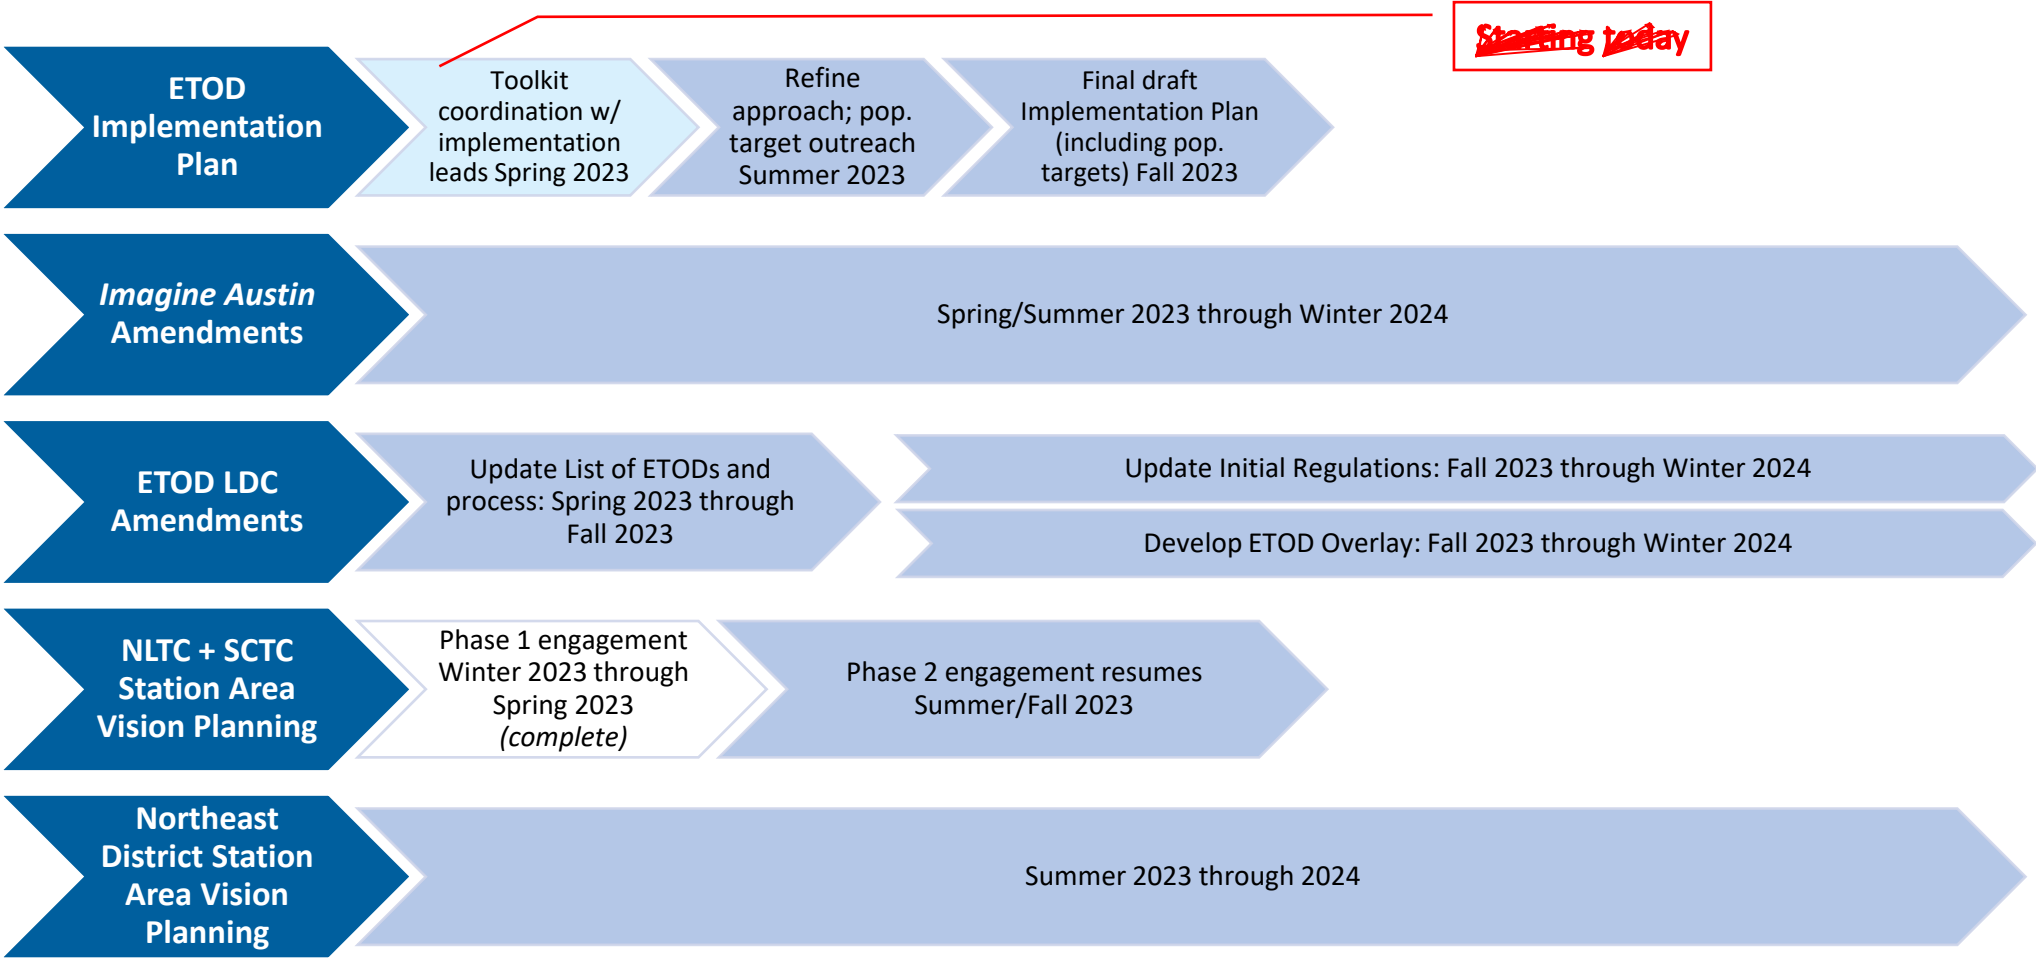 Starting today
ETOD
Implementation
Plan
Toolkit
coordination w/
implementation
leads Spring 2023
Refine
approach; pop.
target outreach
Summer 2023
Final draft
Implementation Plan
(including pop.
targets) Fall 2023
Imagine Austin
Amendments
Spring/Summer 2023 through Winter 2024
ETOD LDC
Amendments
Update List of ETODs and
process: Spring 2023 through
Fall 2023
Update Initial Regulations: Fall 2023 through Winter 2024
Develop ETOD Overlay: Fall 2023 through Winter 2024
NLTC + SCTC
Station Area
Vision Planning
Phase 1 engagement
Winter 2023 through
Spring 2023
(complete)
Phase 2 engagement resumes
Summer/Fall 2023
Northeast
District Station
Area Vision
Planning
Summer 2023 through 2024